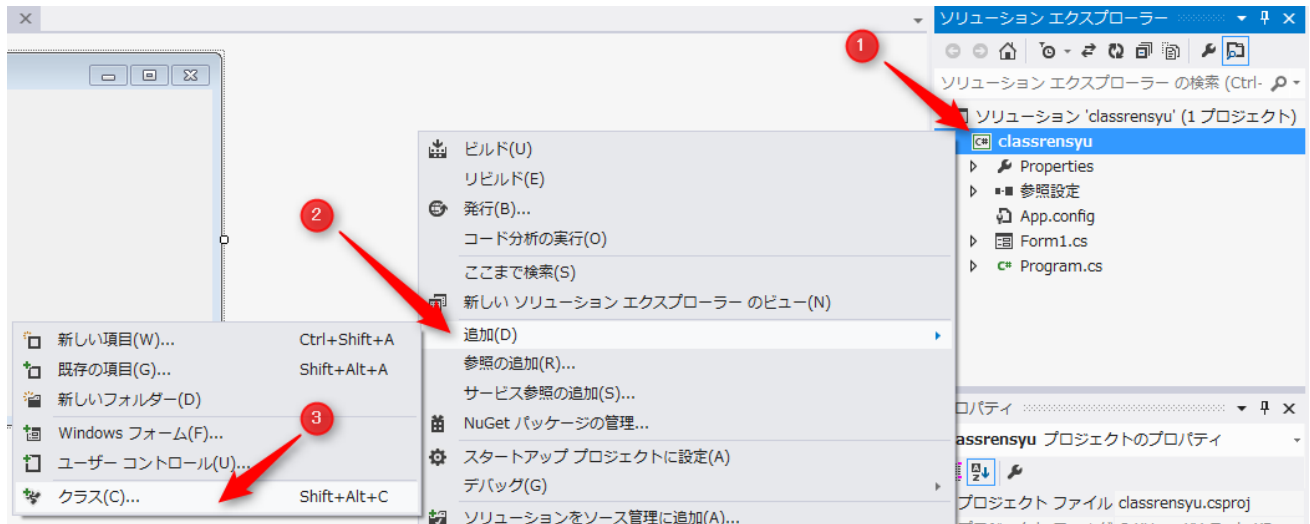 ソリューション エクスプローラー
1
ソリューション エクスプローラー の検索 (Ctrl-
ソリューション 'classrensyu' (1 プロジェクト)
C# classrensyu
Properties
参照設定
App.config
Form1.cs
C# Program.cs
ビルド(U)
リビルド(E)
発行(B)...
コード分析の実行(O)
ここまで検索(S)
新しい ソリューション エクスプローラー のビュー(N)
2
追加(D)
参照の追加(R)...
サービス参照の追加(S)...
NuGet パッケージの管理...
スタートアップ プロジェクトに設定(A)
デバッグ(G)
ソリューションをソース管理に追加(A)...
新しい項目(W)... Ctrl+Shift+A
既存の項目(G)... Shift+Alt+A
新しいフォルダー(D)
3
Windows フォーム(F)...
ユーザー コントロール(U)...
クラス(C)... Shift+Alt+C
ロパティ
assrensyu プロジェクトのプロパティ
プロジェクト ファイル classrensyu.csproj